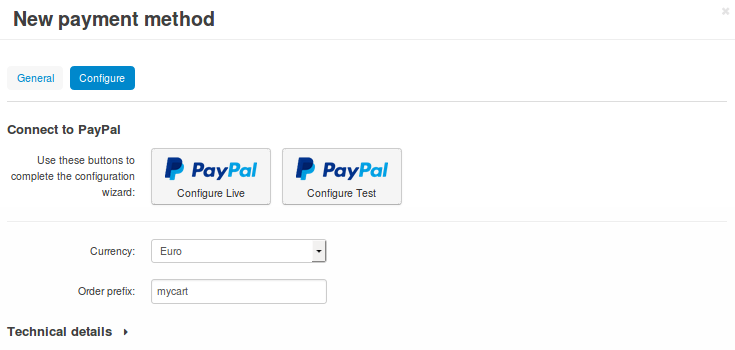 New payment method
General Configure
Connect to PayPal
Use these buttons to
complete the configuration
wizard:
PayPal
Configure Live
PayPal
Configure Test
Currency: Euro
Order prefix: mycart
Technical details